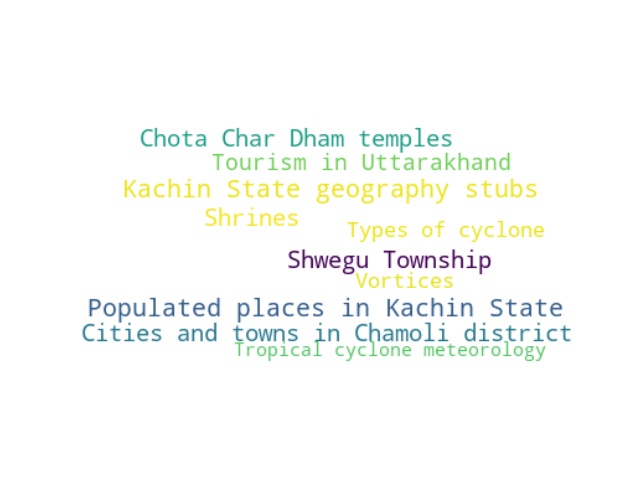 Chota Char Dham temples
Tourism in Uttarakhand
Kachin State geography stubs
Shrines
Types of cyclone
Shwegu Township
Vortices
Populated places in Kachin State
Cities and towns in Chamoli district
Tropical cyclone meteorology